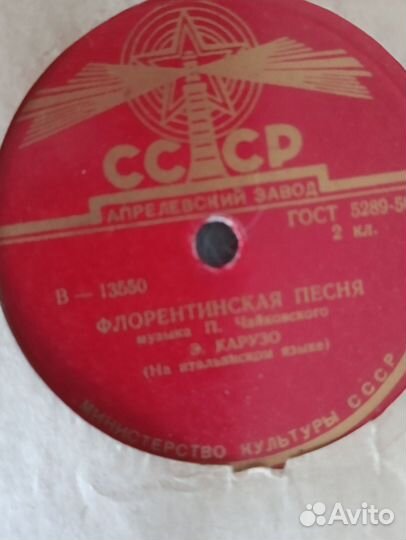 СССР
АПРЕЛЕВСКИЙ ЗАВОД
ГОСТ 5289-50
2 кл.
В — 13550
ФЛОРЕНТИНСКАЯ ПЕСНЯ
музыка П. Чайковского
Э. КАРУЗО
(На итальянском языке)
МИНИСТЕРСТВО КУЛЬТУРЫ СССР
Avito